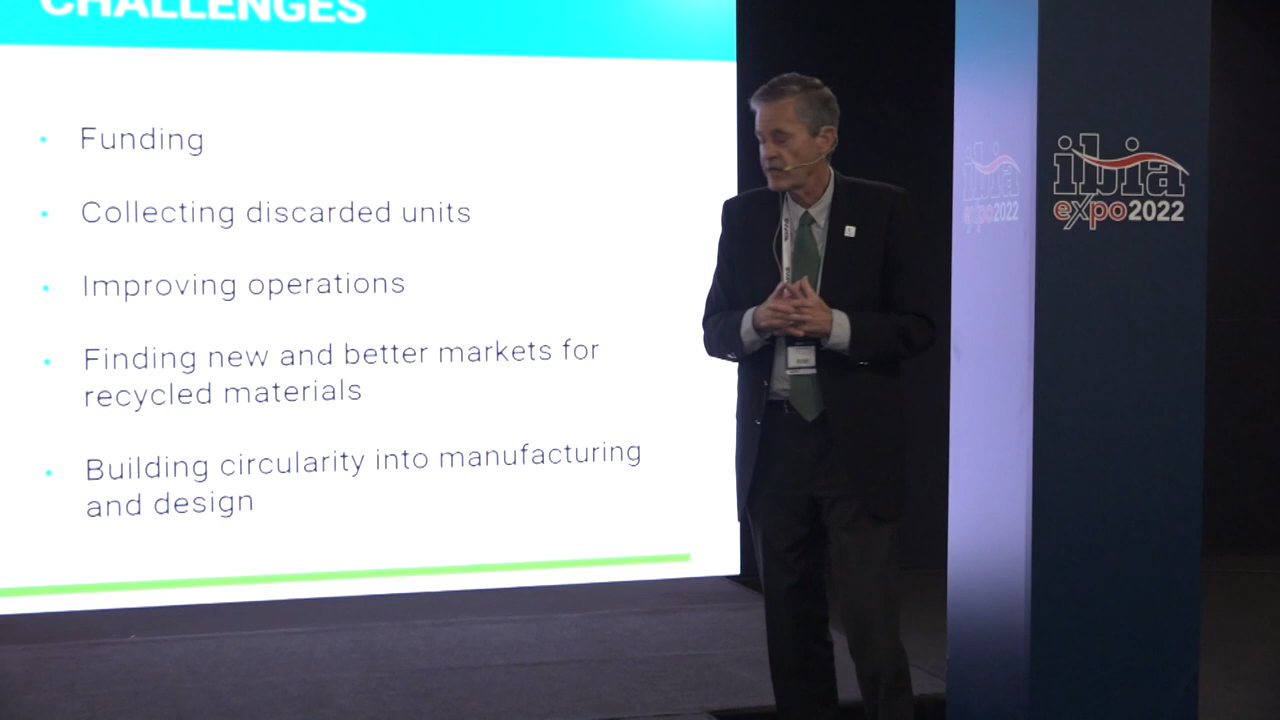 CHALLENGES
• Funding
• Collecting discarded units
• Improving operations
• Finding new and better markets for
recycled materials
• Building circularity into manufacturing
and design
ibia
expo2022
ibia
expo2022